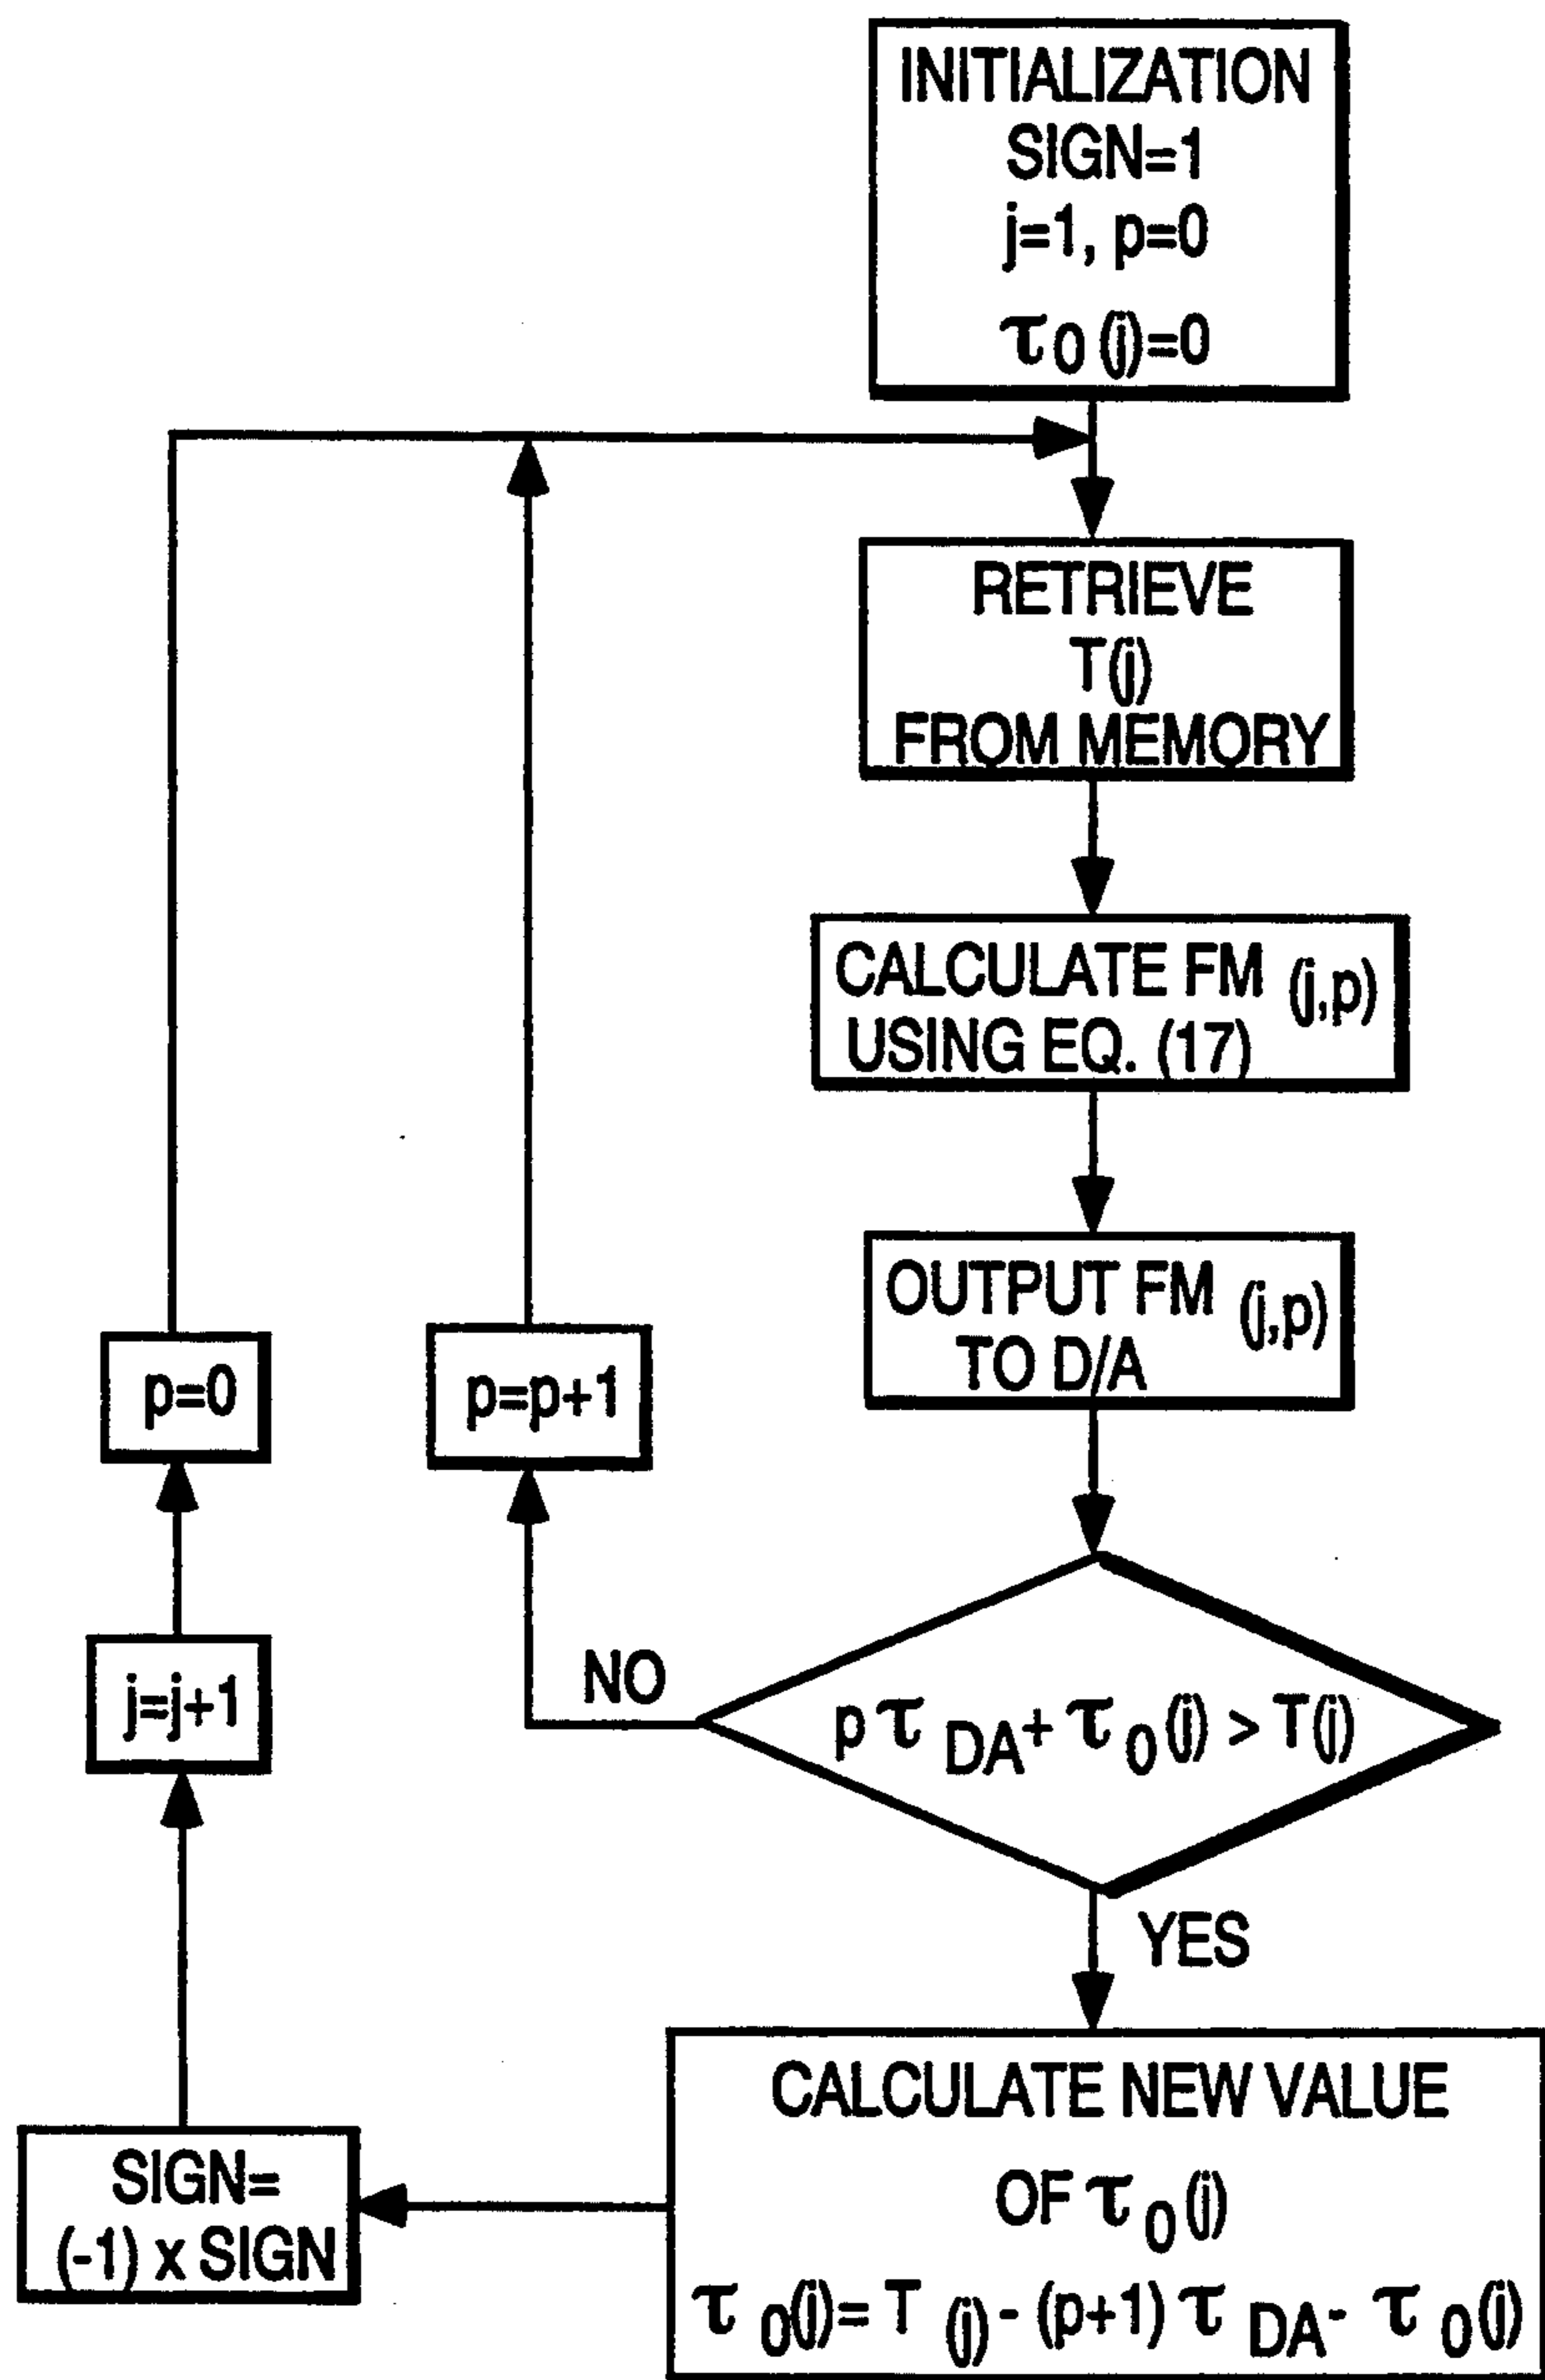 INITIALIZATION
SIGN=1
j=1, p=0
τ0 (j)=0
RETRIEVE
T(j)
FROM MEMORY
CALCULATE FM (j,p)
USING EQ. (17)
OUTPUT FM (j,p)
TO D/A
p=0
p=p+1
j=j+1
NO
p τ DA+ τ 0 (j) > T(j)
YES
CALCULATE NEW VALUE
OF τ 0 (j)
τ 0(j)= T (j) - (p+1) τ DA- τ 0(j)
SIGN=
(-1) x SIGN